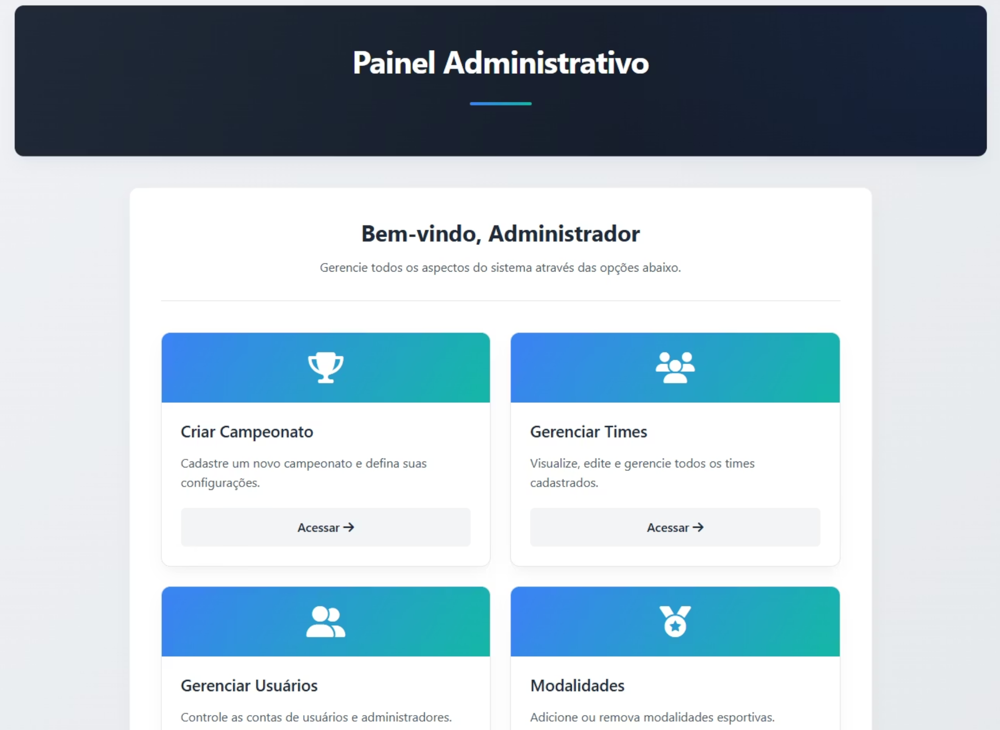 Painel Administrativo
Bem-vindo, Administrador
Gerencie todos os aspectos do sistema através das opções abaixo.
Criar Campeonato
Cadastre um novo campeonato e defina suas
configurações.
Acessar →
Gerenciar Times
Visualize, edite e gerencie todos os times
cadastrados.
Acessar →
Gerenciar Usuários
Controle as contas de usuários e administradores.
Modalidades
Adicione ou remova modalidades esportivas.